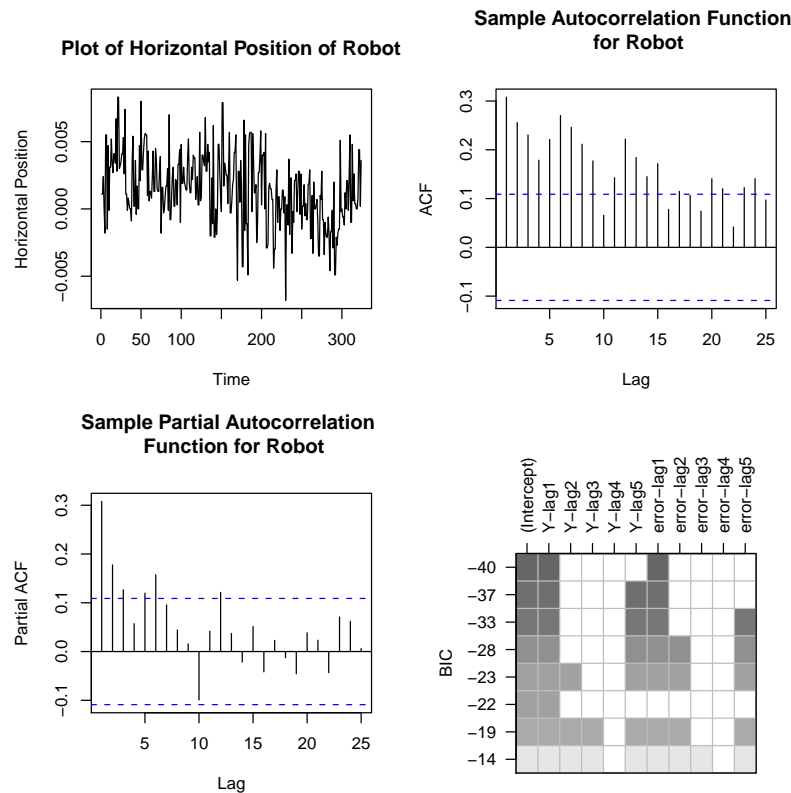 Plot of Horizontal Position of Robot
Horizontal Position
0.005
0.000
−0.005
0 50 100 200 300
Time
Sample Autocorrelation Function
for Robot
ACF
0.3
0.2
0.1
0.0
−0.1
5 10 15 20 25
Lag
Sample Partial Autocorrelation
Function for Robot
Partial ACF
0.3
0.2
0.1
0.0
−0.1
5 10 15 20 25
Lag
(Intercept)
Y−lag1
Y−lag2
Y−lag3
Y−lag4
Y−lag5
error−lag1
error−lag2
error−lag3
error−lag4
error−lag5
BIC
−40
−37
−33
−28
−23
−22
−19
−14